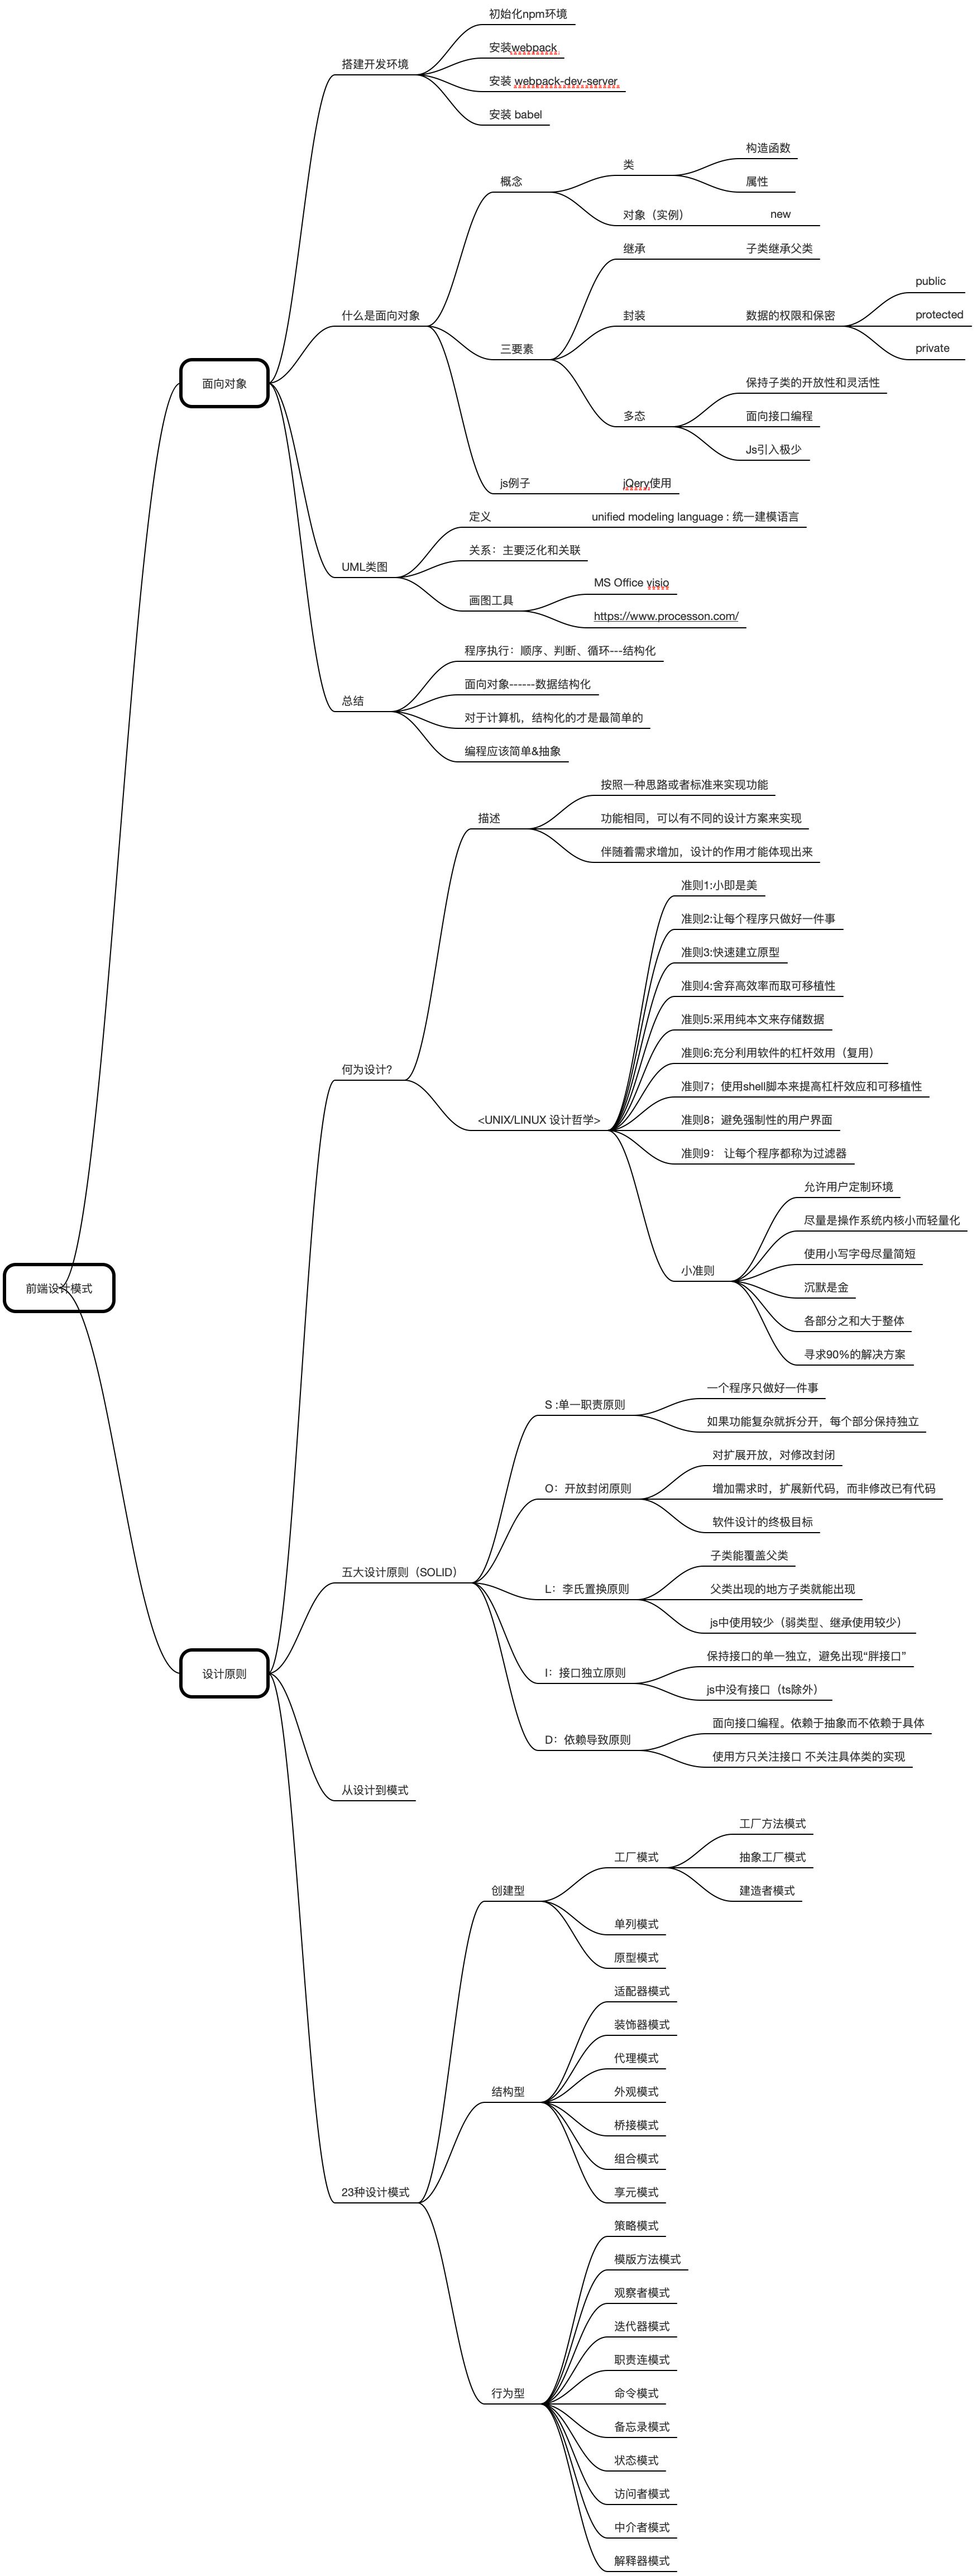 初始化npm环境
安装webpack
搭建开发环境
安装 webpack-dev-server
安装 babel
构造函数
类
概念
属性
对象（实例）
new
继承
子类继承父类
public
什么是面向对象
封装
数据的权限和保密
protected
三要素
private
面向对象
保持子类的开放性和灵活性
多态
面向接口编程
Js引入极少
js例子
jQery使用
定义
unified modeling language : 统一建模语言
关系：主要泛化和关联
UML类图
MS Office visio
画图工具
https://www.processon.com/
程序执行：顺序、判断、循环---结构化
面向对象------数据结构化
总结
对于计算机，结构化的才是最简单的
编程应该简单&抽象
按照一种思路或者标准来实现功能
描述
功能相同，可以有不同的设计方案来实现
伴随着需求增加，设计的作用才能体现出来
准则1:小即是美
准则2:让每个程序只做好一件事
准则3:快速建立原型
准则4:舍弃高效率而取可移植性
准则5:采用纯本文来存储数据
准则6:充分利用软件的杠杆效用（复用）
何为设计?
准则7；使用shell脚本来提高杠杆效应和可移植性
<UNIX/LINUX 设计哲学>
准则8；避免强制性的用户界面
准则9： 让每个程序都称为过滤器
允许用户定制环境
尽量是操作系统内核小而轻量化
使用小写字母尽量简短
小准则
前端设计模式
沉默是金
各部分之和大于整体
寻求90%的解决方案
一个程序只做好一件事
S :单一职责原则
如果功能复杂就拆分开，每个部分保持独立
对扩展开放，对修改封闭
O：开放封闭原则
增加需求时，扩展新代码，而非修改已有代码
软件设计的终极目标
子类能覆盖父类
五大设计原则（SOLID）
L：李氏置换原则
父类出现的地方子类就能出现
js中使用较少（弱类型、继承使用较少）
保持接口的单一独立，避免出现“胖接口”
I：接口独立原则
设计原则
js中没有接口（ts除外）
面向接口编程。依赖于抽象而不依赖于具体
D：依赖导致原则
使用方只关注接口 不关注具体类的实现
从设计到模式
工厂方法模式
工厂模式
抽象工厂模式
创建型
建造者模式
单列模式
原型模式
适配器模式
装饰器模式
代理模式
结构型
外观模式
桥接模式
组合模式
享元模式
23种设计模式
策略模式
模版方法模式
观察者模式
迭代器模式
职责连模式
行为型
命令模式
备忘录模式
状态模式
访问者模式
中介者模式
解释器模式